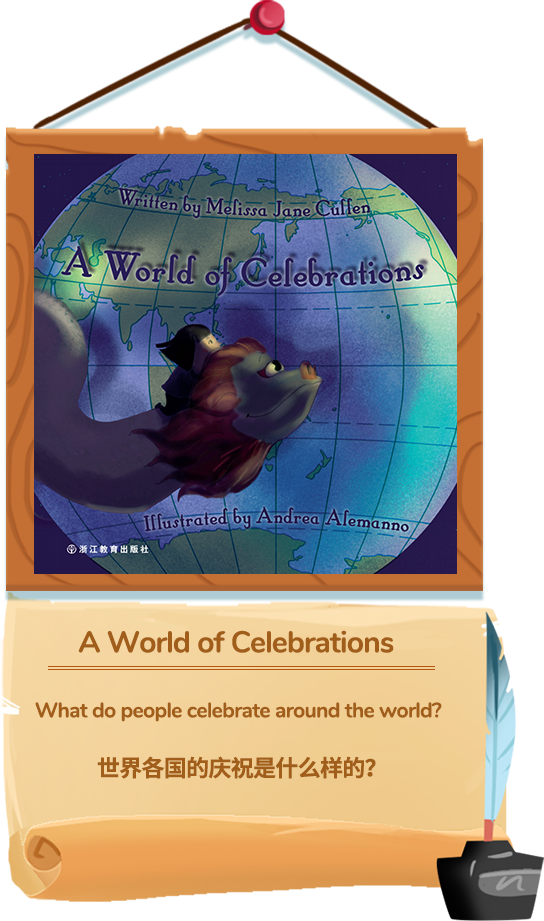 Written by Melissa Jane Cullen
A World of Celebrations
Illustrated by Andrea Alemanno
浙江教育出版社
A World of Celebrations
What do people celebrate around the world?
世界各国的庆祝是什么样的？